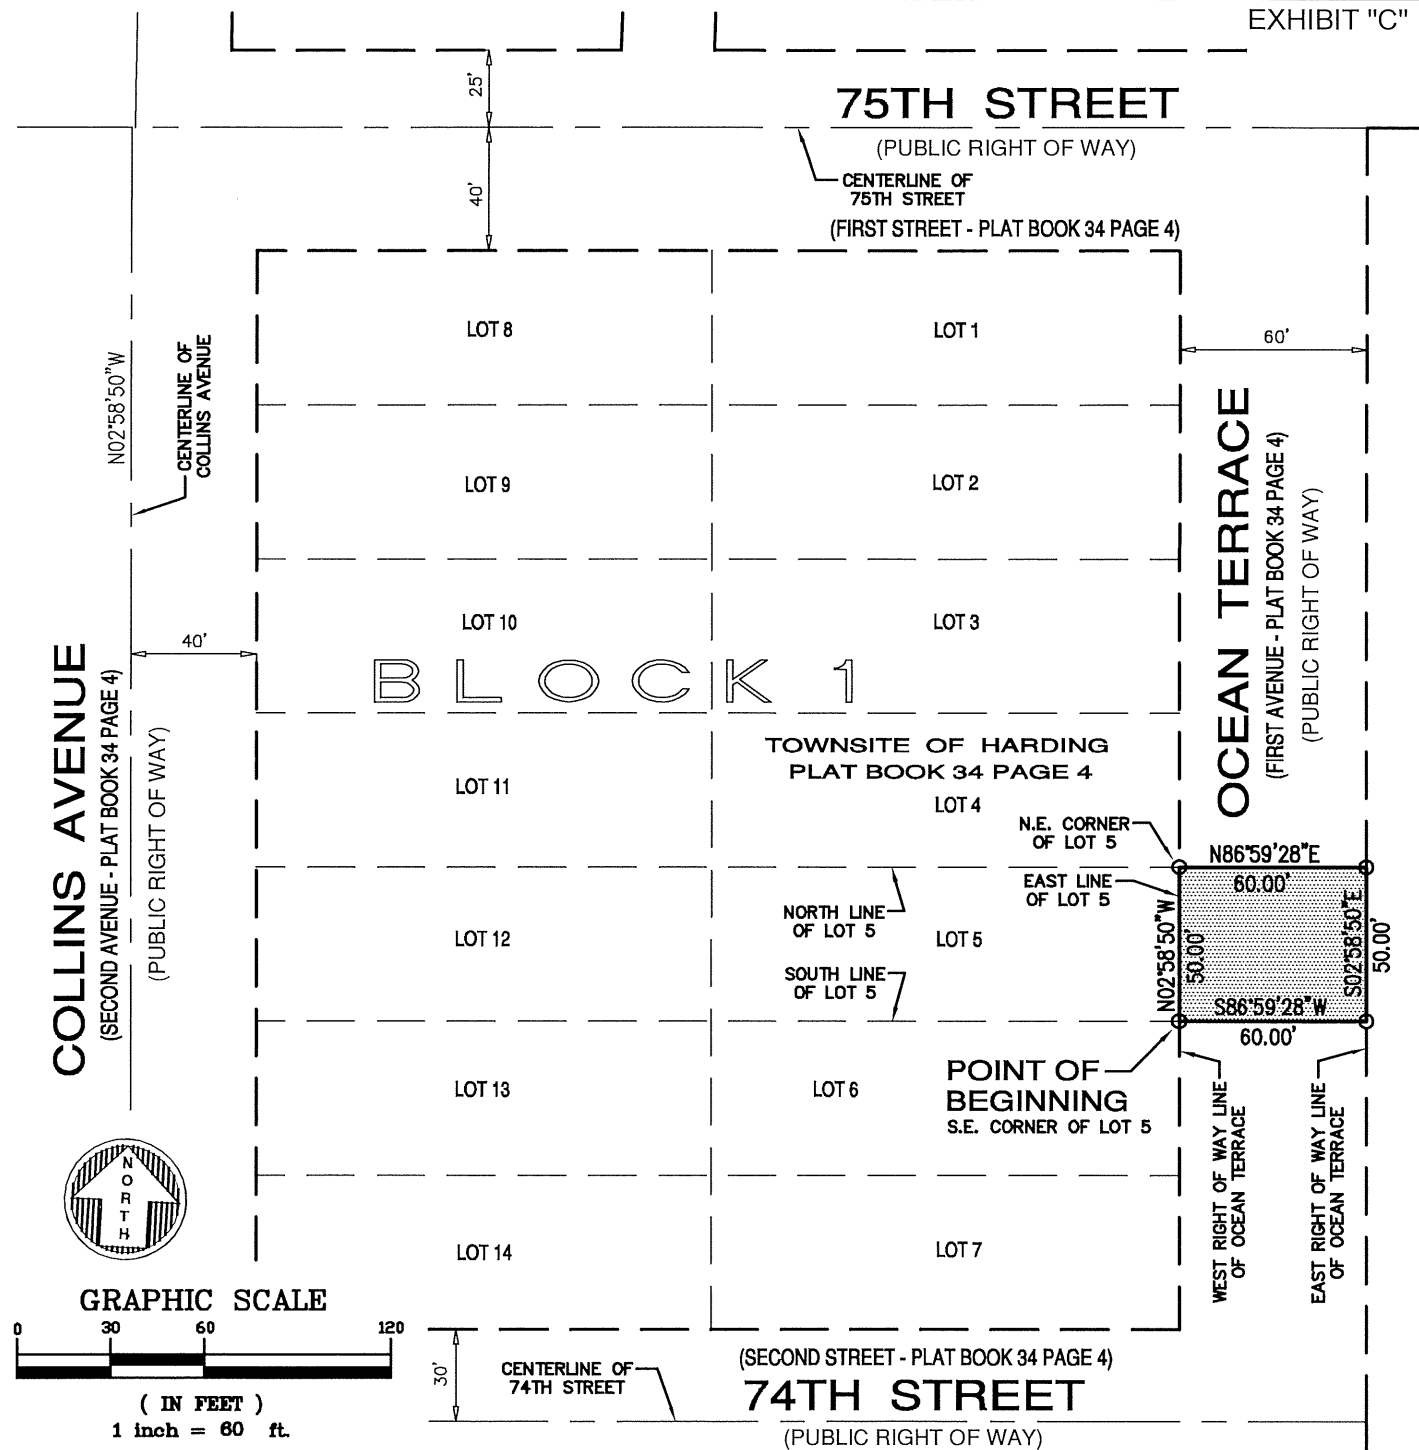 EXHIBIT "C"
25'
75TH STREET
(PUBLIC RIGHT OF WAY)
CENTERLINE OF
75TH STREET
40'
(FIRST STREET - PLAT BOOK 34 PAGE 4)
LOT 8
LOT 1
60'
N02°58'50"W
CENTERLINE OF
COLLINS AVENUE
LOT 9
LOT 2
OCEAN TERRACE
(FIRST AVENUE - PLAT BOOK 34 PAGE 4)
(PUBLIC RIGHT OF WAY)
LOT 10
LOT 3
40'
BLOCK 1
COLLINS AVENUE
(SECOND AVENUE - PLAT BOOK 34 PAGE 4)
(PUBLIC RIGHT OF WAY)
TOWNSITE OF HARDING
PLAT BOOK 34 PAGE 4
LOT 11
LOT 4
N.E. CORNER
OF LOT 5
N86°59'28"E
60.00'
EAST LINE
OF LOT 5
NORTH LINE
OF LOT 5
LOT 12
LOT 5
N02°58'50"W
50.00'
S02°58'50"E
50.00'
SOUTH LINE
OF LOT 5
S86°59'28"W
60.00'
POINT OF
BEGINNING
S.E. CORNER OF LOT 5
LOT 13
LOT 6
WEST RIGHT OF WAY LINE
OF OCEAN TERRACE
EAST RIGHT OF WAY LINE
OF OCEAN TERRACE
NORTH
LOT 14
LOT 7
GRAPHIC SCALE
0 30 60 120
( IN FEET )
1 inch = 60 ft.
30'
CENTERLINE OF
74TH STREET
(SECOND STREET - PLAT BOOK 34 PAGE 4)
74TH STREET
(PUBLIC RIGHT OF WAY)